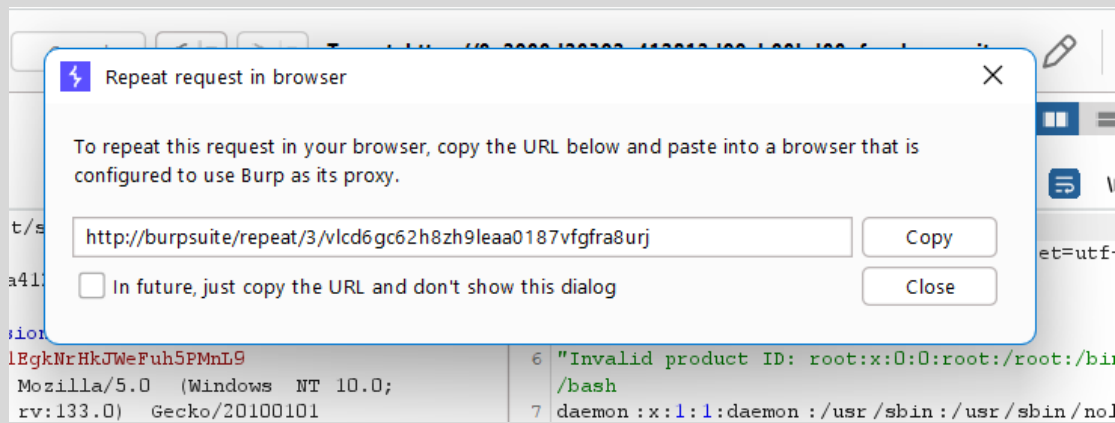 Repeat request in browser
To repeat this request in your browser, copy the URL below and paste into a browser that is
configured to use Burp as its proxy.
http://burpsuite/repeat/3/vlcd6gc62h8zh9leaa0187vfgfra8urj
Copy
In future, just copy the URL and don't show this dialog
Close
t/s
et=utf-
a412
sion
lEgkNrHkJWeFuh5PMnL9
Mozilla/5.0 (Windows NT 10.0;
rv:133.0) Gecko/20100101
6 "Invalid product ID: root:x:0:0:root:/root:/bin
/bash
7 daemon:x:1:1:daemon:/usr/sbin:/usr/sbin/nol